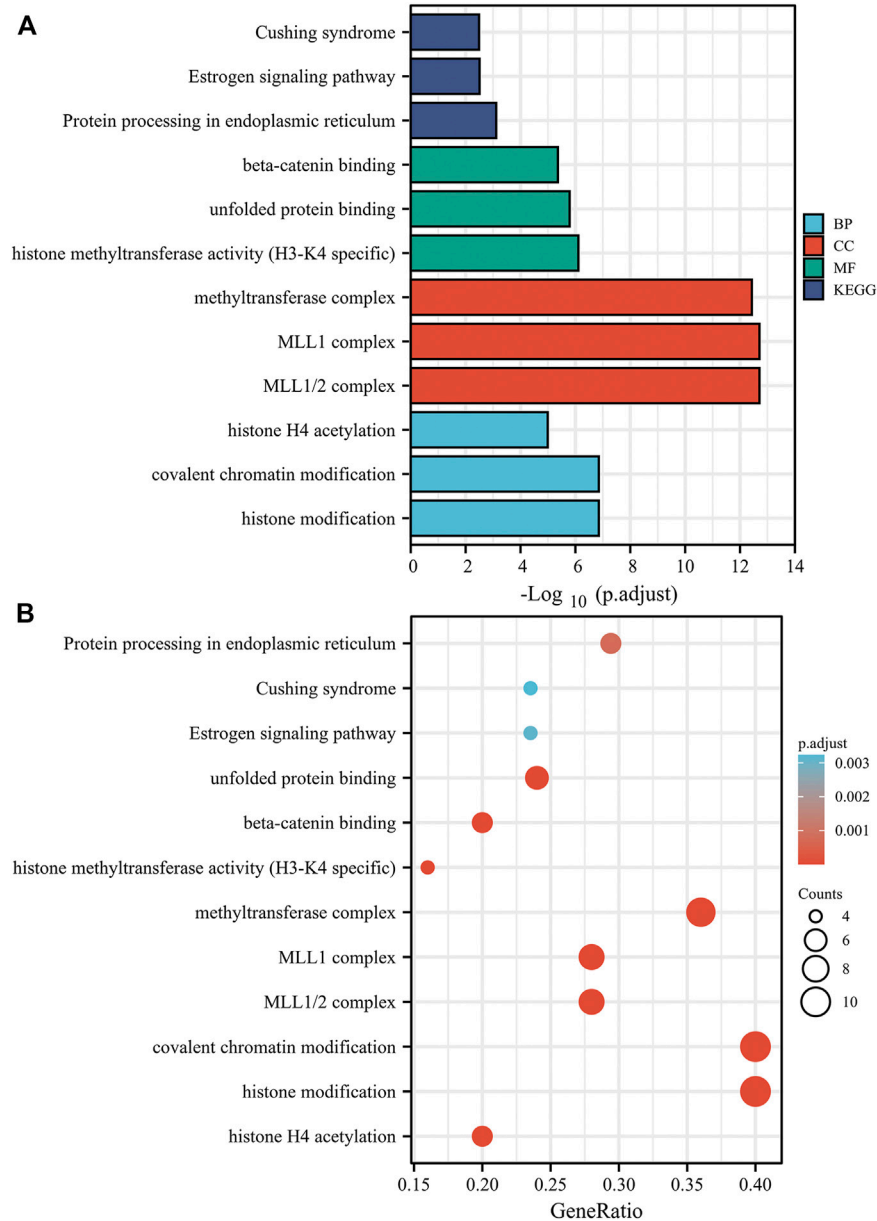 A
Cushing syndrome
Estrogen signaling pathway
Protein processing in endoplasmic reticulum
beta-catenin binding
unfolded protein binding
histone methyltransferase activity (H3-K4 specific)
methyltransferase complex
MLL1 complex
MLL1/2 complex
histone H4 acetylation
covalent chromatin modification
histone modification
0 2 4 6 8 10 12 14
-Log 10 (p.adjust)
BP
CC
MF
KEGG
B
Protein processing in endoplasmic reticulum
Cushing syndrome
Estrogen signaling pathway
unfolded protein binding
beta-catenin binding
histone methyltransferase activity (H3-K4 specific)
methyltransferase complex
MLL1 complex
MLL1/2 complex
covalent chromatin modification
histone modification
histone H4 acetylation
0.15 0.20 0.25 0.30 0.35 0.40
GeneRatio
p.adjust
0.003
0.002
0.001
Counts
4
6
8
10